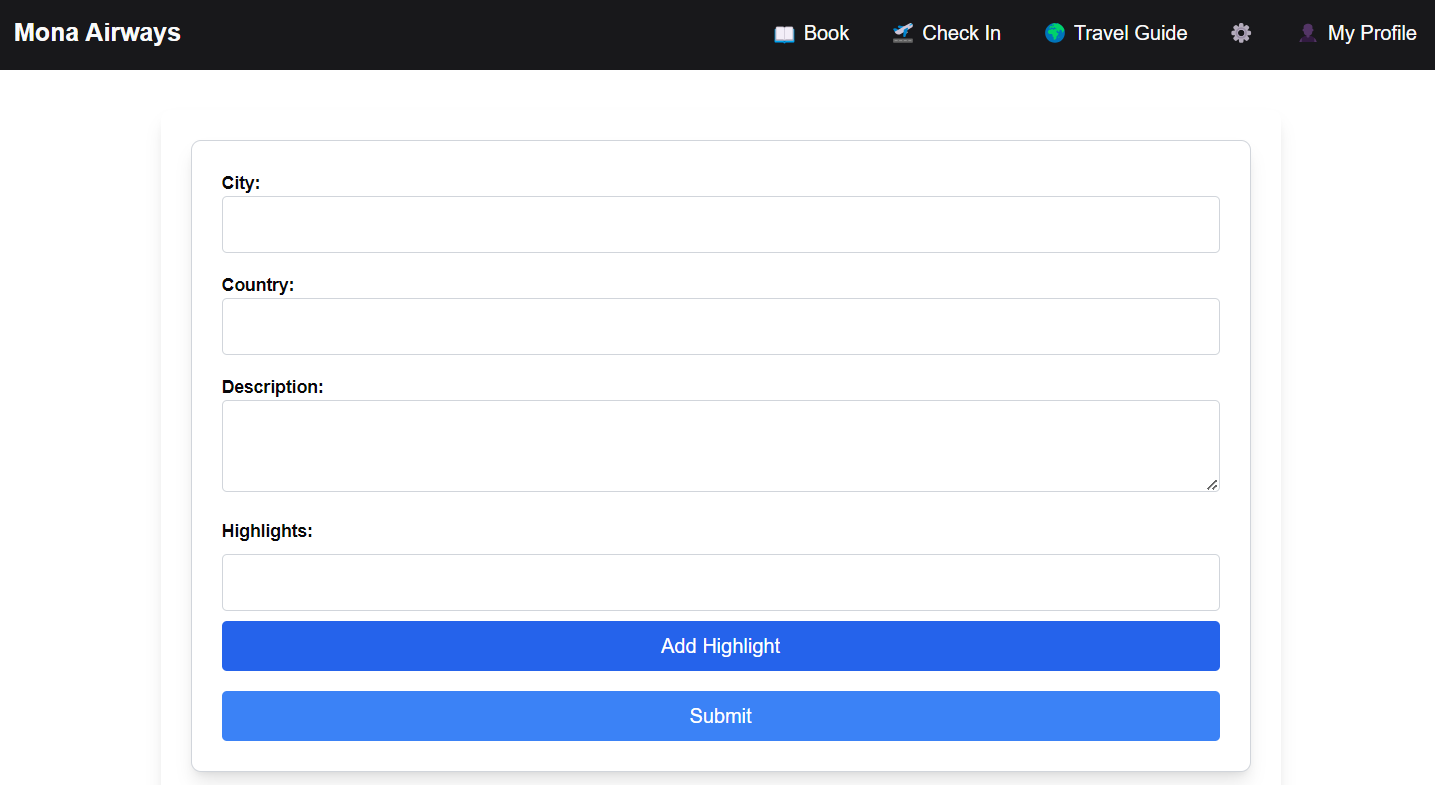 Mona Airways
Book
Check In
Travel Guide
My Profile
City:
Country:
Description:
Highlights:
Add Highlight
Submit